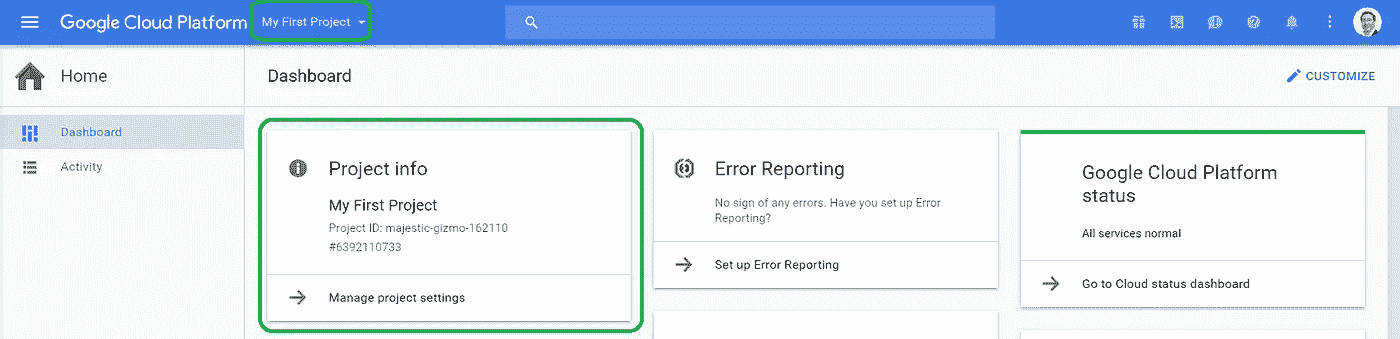 Google Cloud Platform My First Project
Home
Dashboard
CUSTOMIZE
Dashboard
Activity
Project info
My First Project
Project ID: majestic-gizmo-162110
#6392110733
Manage project settings
Error Reporting
No sign of any errors. Have you set up Error
Reporting?
Set up Error Reporting
Google Cloud Platform
status
All services normal
Go to Cloud status dashboard